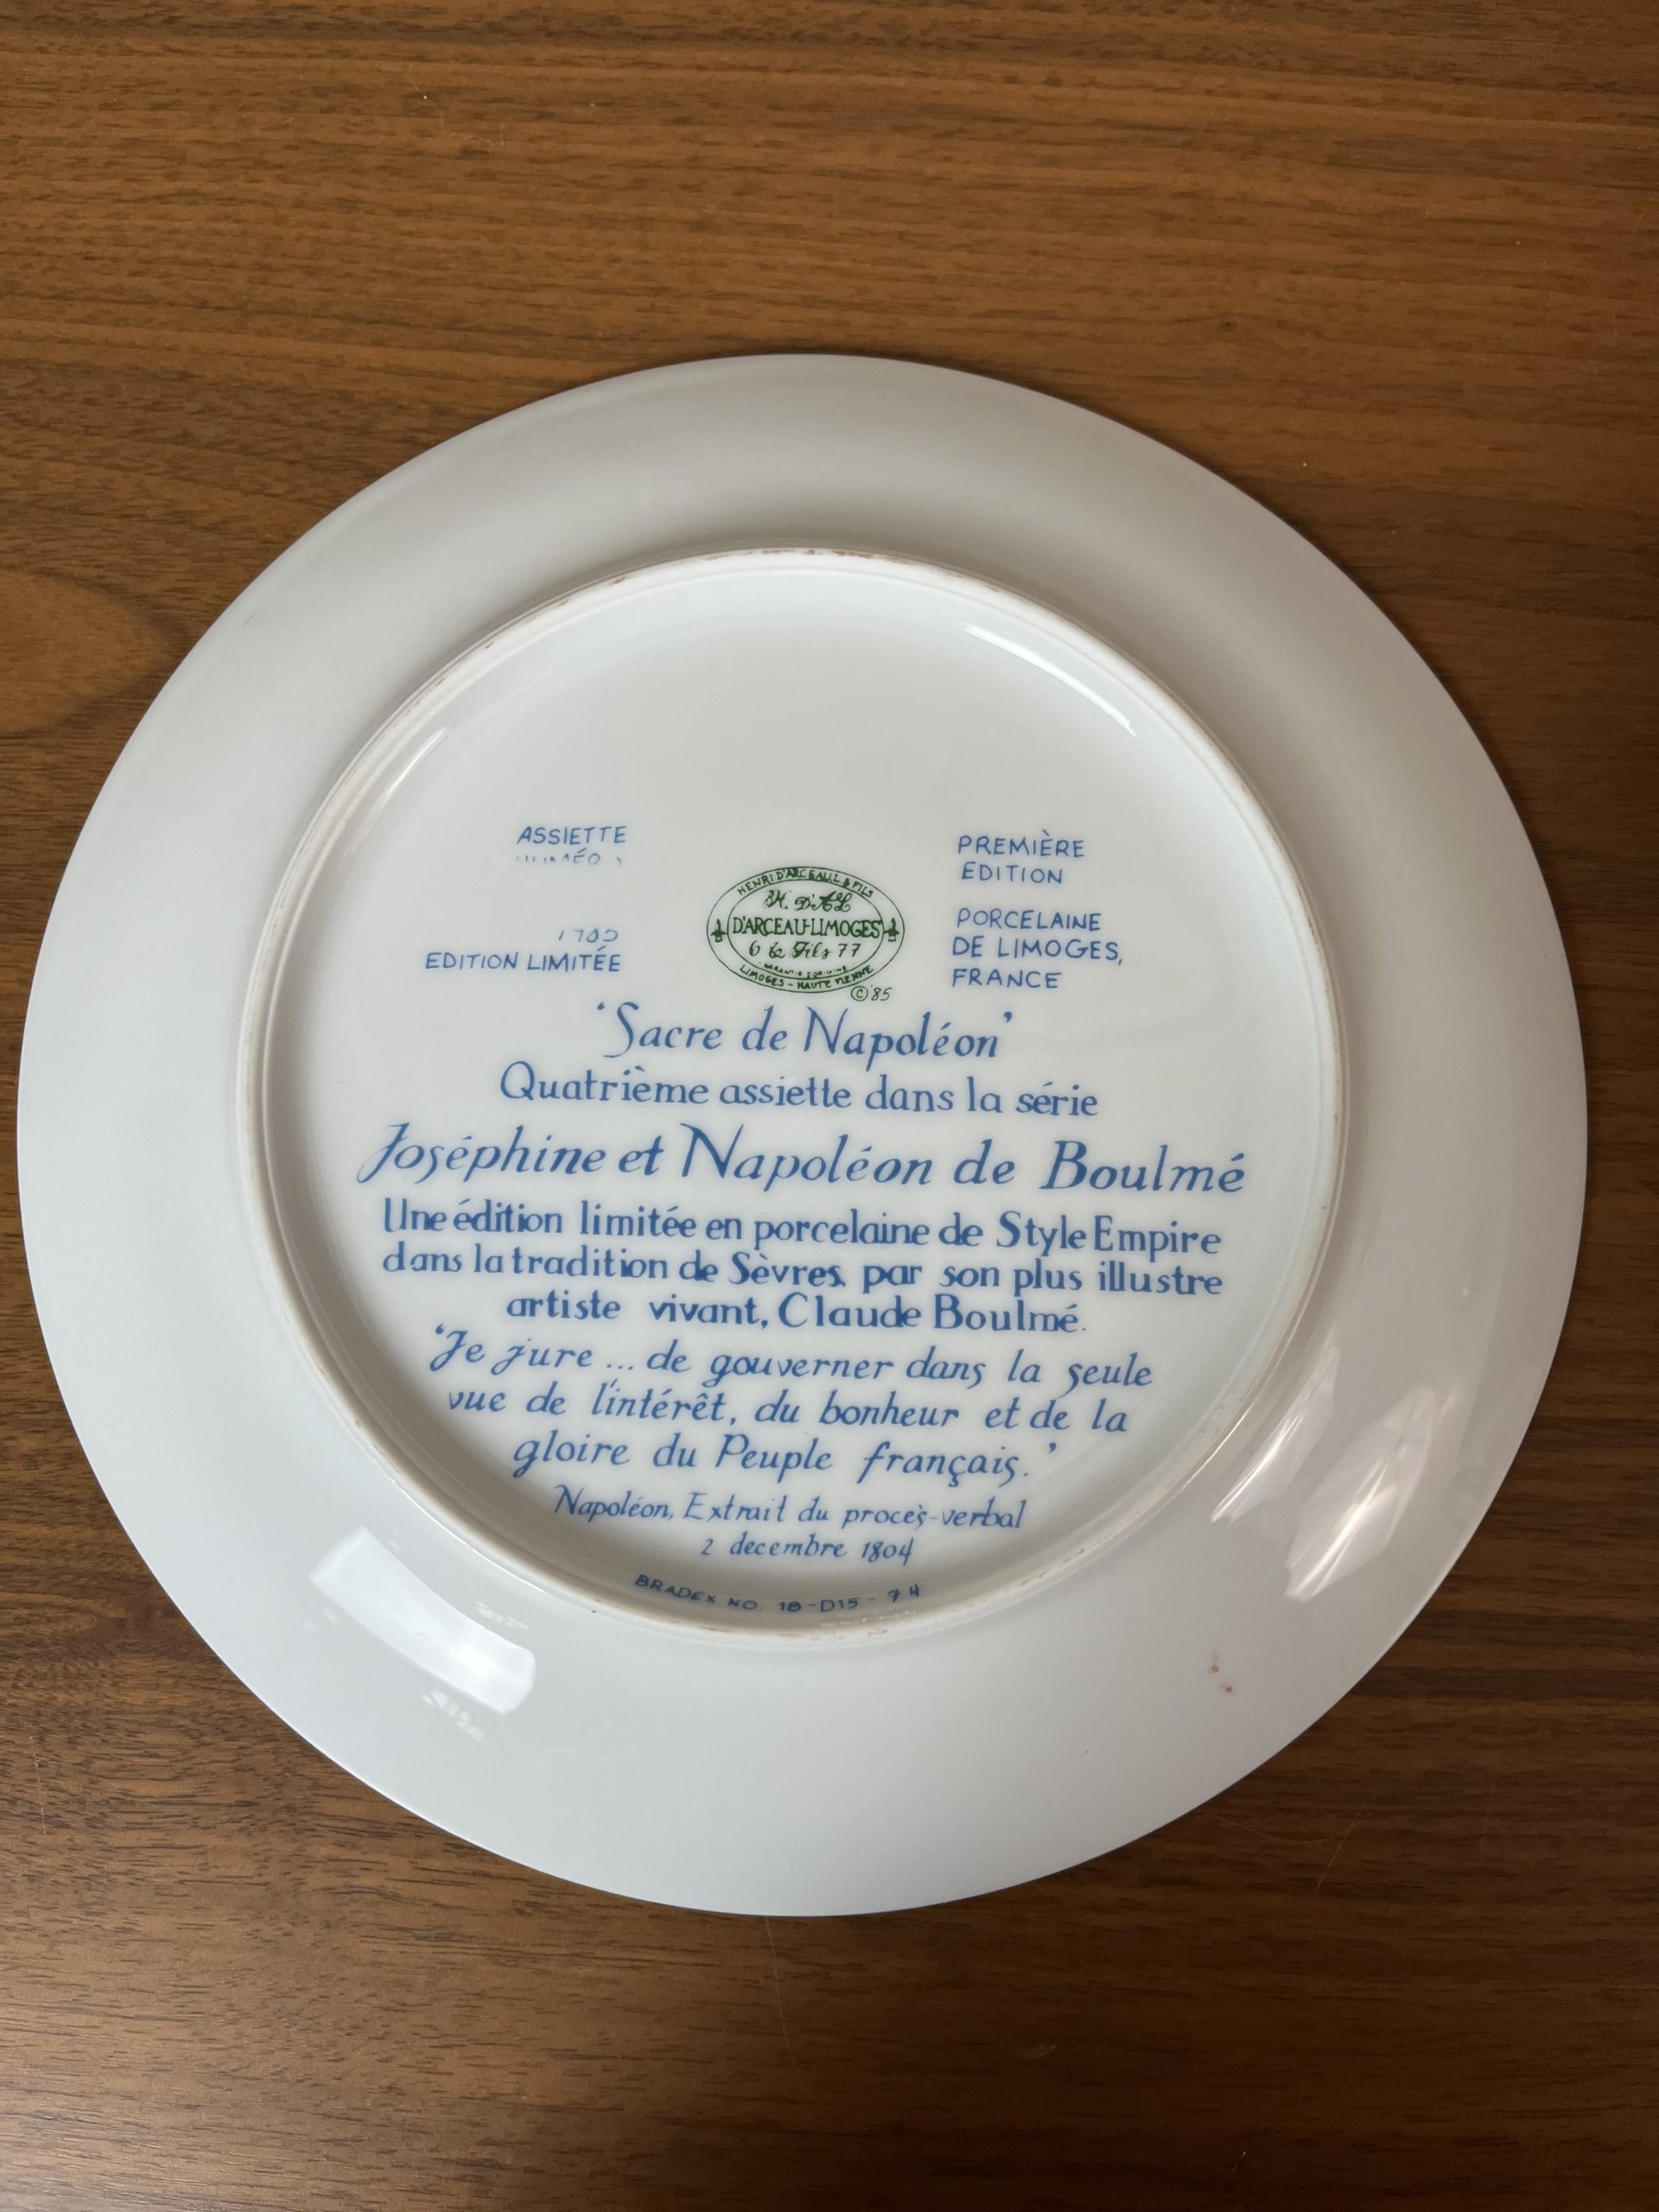 ASSIETTE
EDITION LIMITÉE
HENRI D'ARCEAU L & FILS
H. D'A L
D'ARCEAU-LIMOGES
6 & Fils 77
GARANTIE D'ORIGINE
LIMOGES - HAUTE VIENNE
© '85
PREMIÈRE
EDITION
PORCELAINE
DE LIMOGES,
FRANCE
'Sacre de Napoléon'
Quatrième assiette dans la série
Joséphine et Napoléon de Boulmé
Une édition limitée en porcelaine de Style Empire
dans la tradition de Sèvres, par son plus illustre
artiste vivant, Claude Boulmé.
'Je jure ... de gouverner dans la seule
vue de l'intérêt, du bonheur et de la
gloire du Peuple français.'
Napoléon, Extrait du procès-verbal
2 decembre 1804
BRADEX NO. 18-D15-7.4